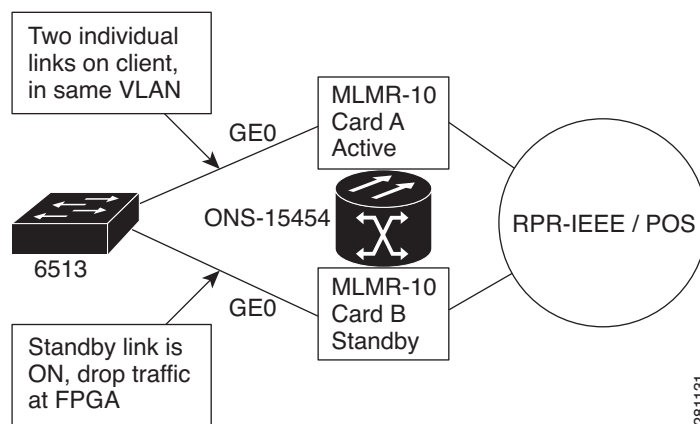 Two individual
links on client,
in same VLAN
MLMR-10
Card A
Active
GE0
ONS-15454
RPR-IEEE / POS
6513
GE0
MLMR-10
Card B
Standby
Standby link is
ON, drop traffic
at FPGA
281131